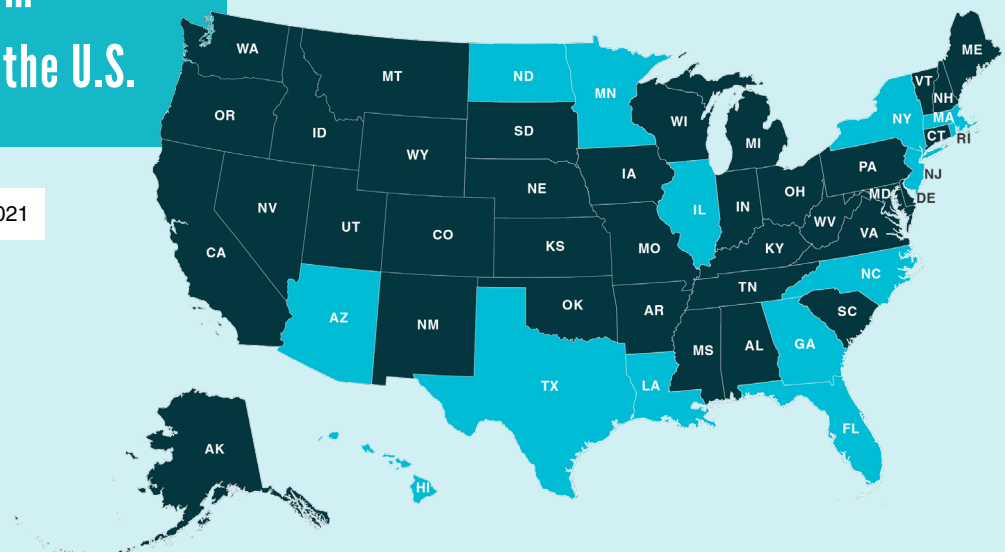 the U.S.
021
WA
MT
ND
MN
ME
VT
NH
OR
ID
SD
WI
NY
MA
WY
MI
CT
RI
IA
PA
NJ
NE
OH
MD
DE
NV
IL
IN
WV
UT
CO
KS
MO
KY
VA
CA
NC
TN
AZ
NM
OK
AR
SC
MS
AL
GA
TX
LA
FL
AK
HI